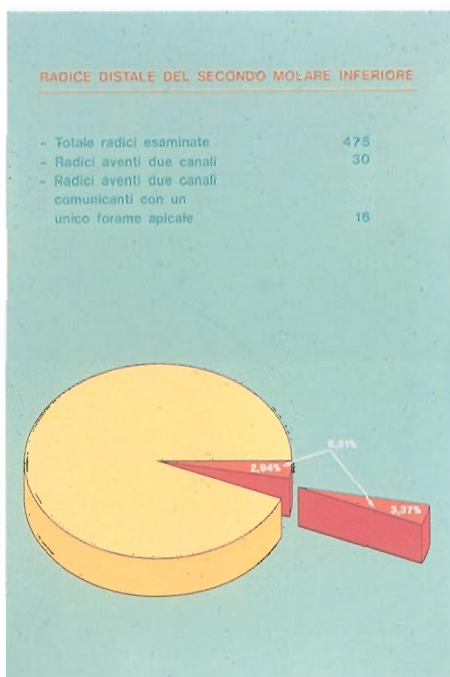 RADICE DISTALE DEL SECONDO MOLARE INFERIORE
- Totale radici esaminate 475
- Radici aventi due canali 30
- Radici aventi due canali
comunicanti con un
unico forame apicale 16
6,31%
2,94%
3,37%